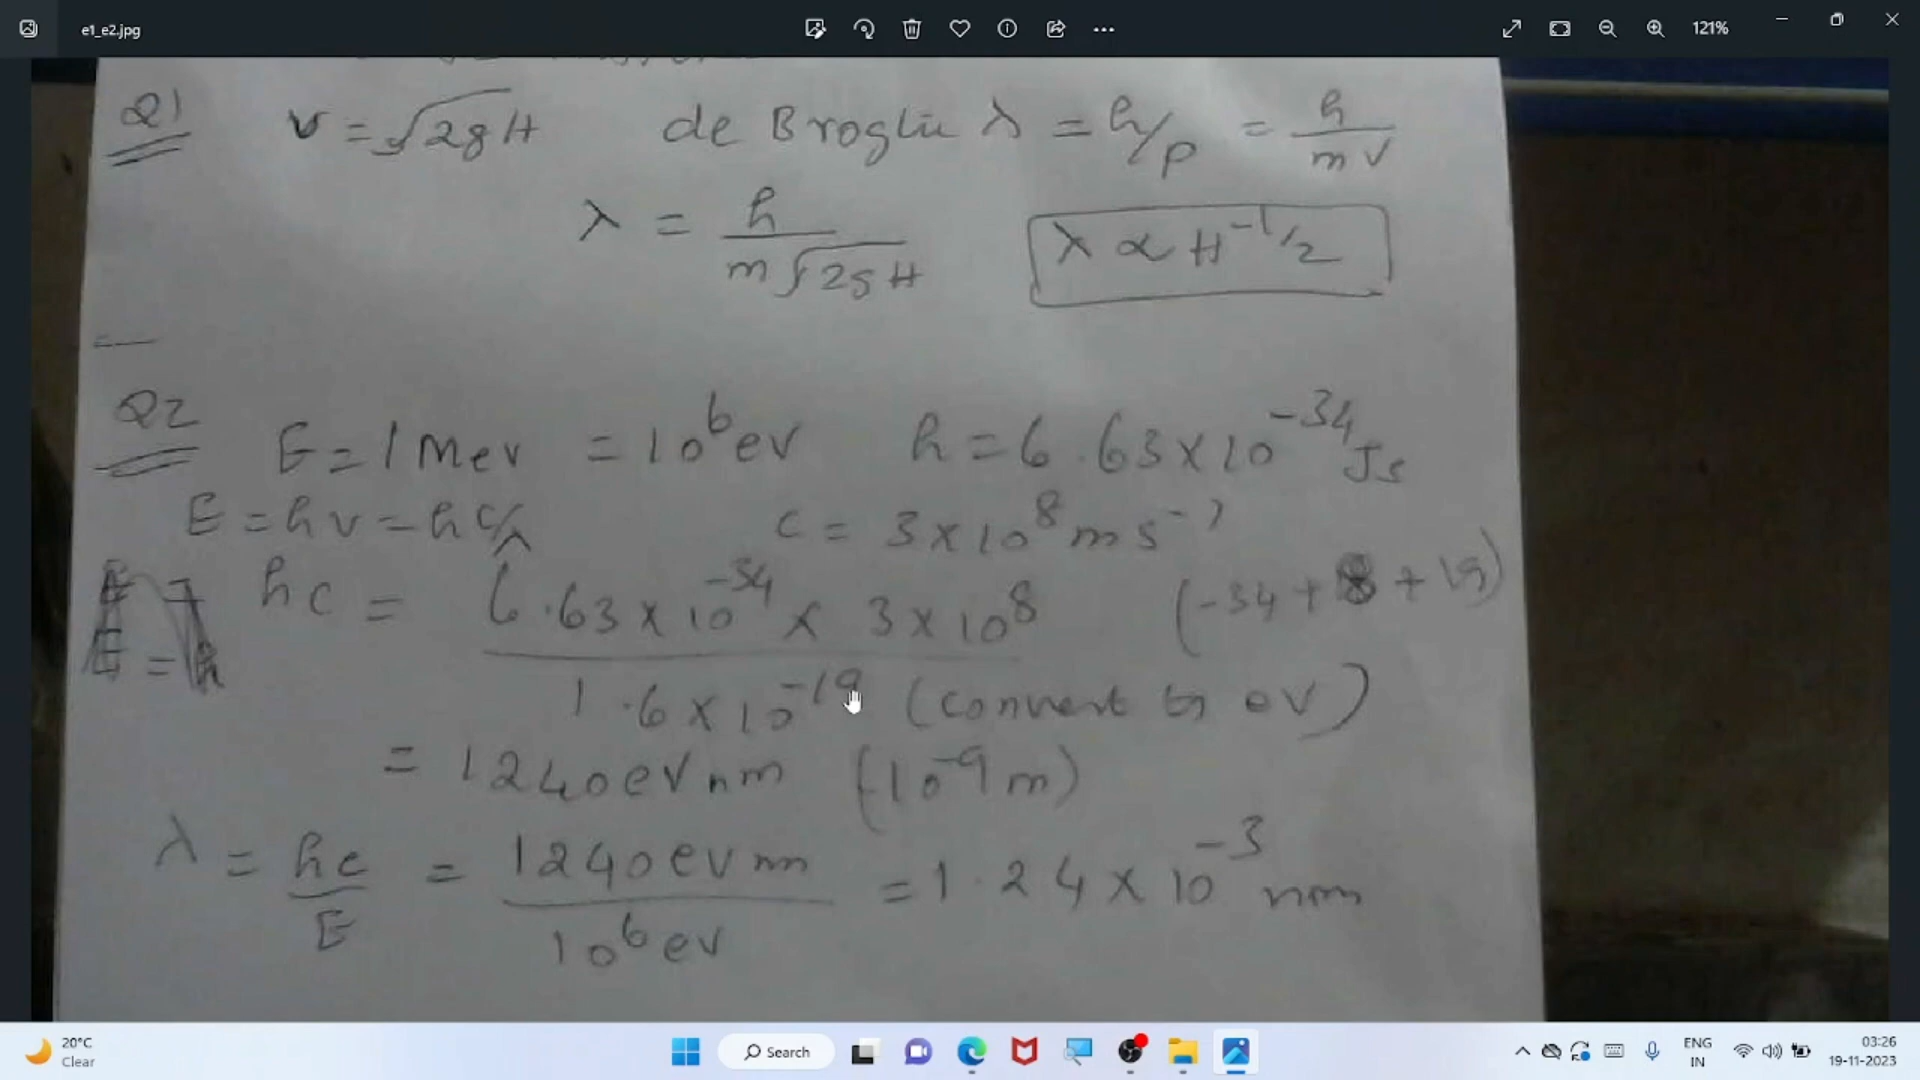 e1_e2.jpg
121%
Q1 v = √2gH de Broglie λ = h/p = h/mv
λ = h/m√2gH λ ∝ H^-1/2
Q2 E = 1 Mev = 10^6 ev h = 6.63 x 10^-34 Js
E = hν = hc/λ c = 3 x 10^8 ms^-1
hc = 6.63 x 10^-34 x 3 x 10^8 (-34 + 8 + 19)
1.6 x 10^-19 (convert to eV)
= 1240 eV nm (10^-9 m)
λ = hc/E = 1240 eV nm/10^6 ev = 1.24 x 10^-3 nm
20°C
Clear
Search
ENG
IN
03:26
19-11-2023